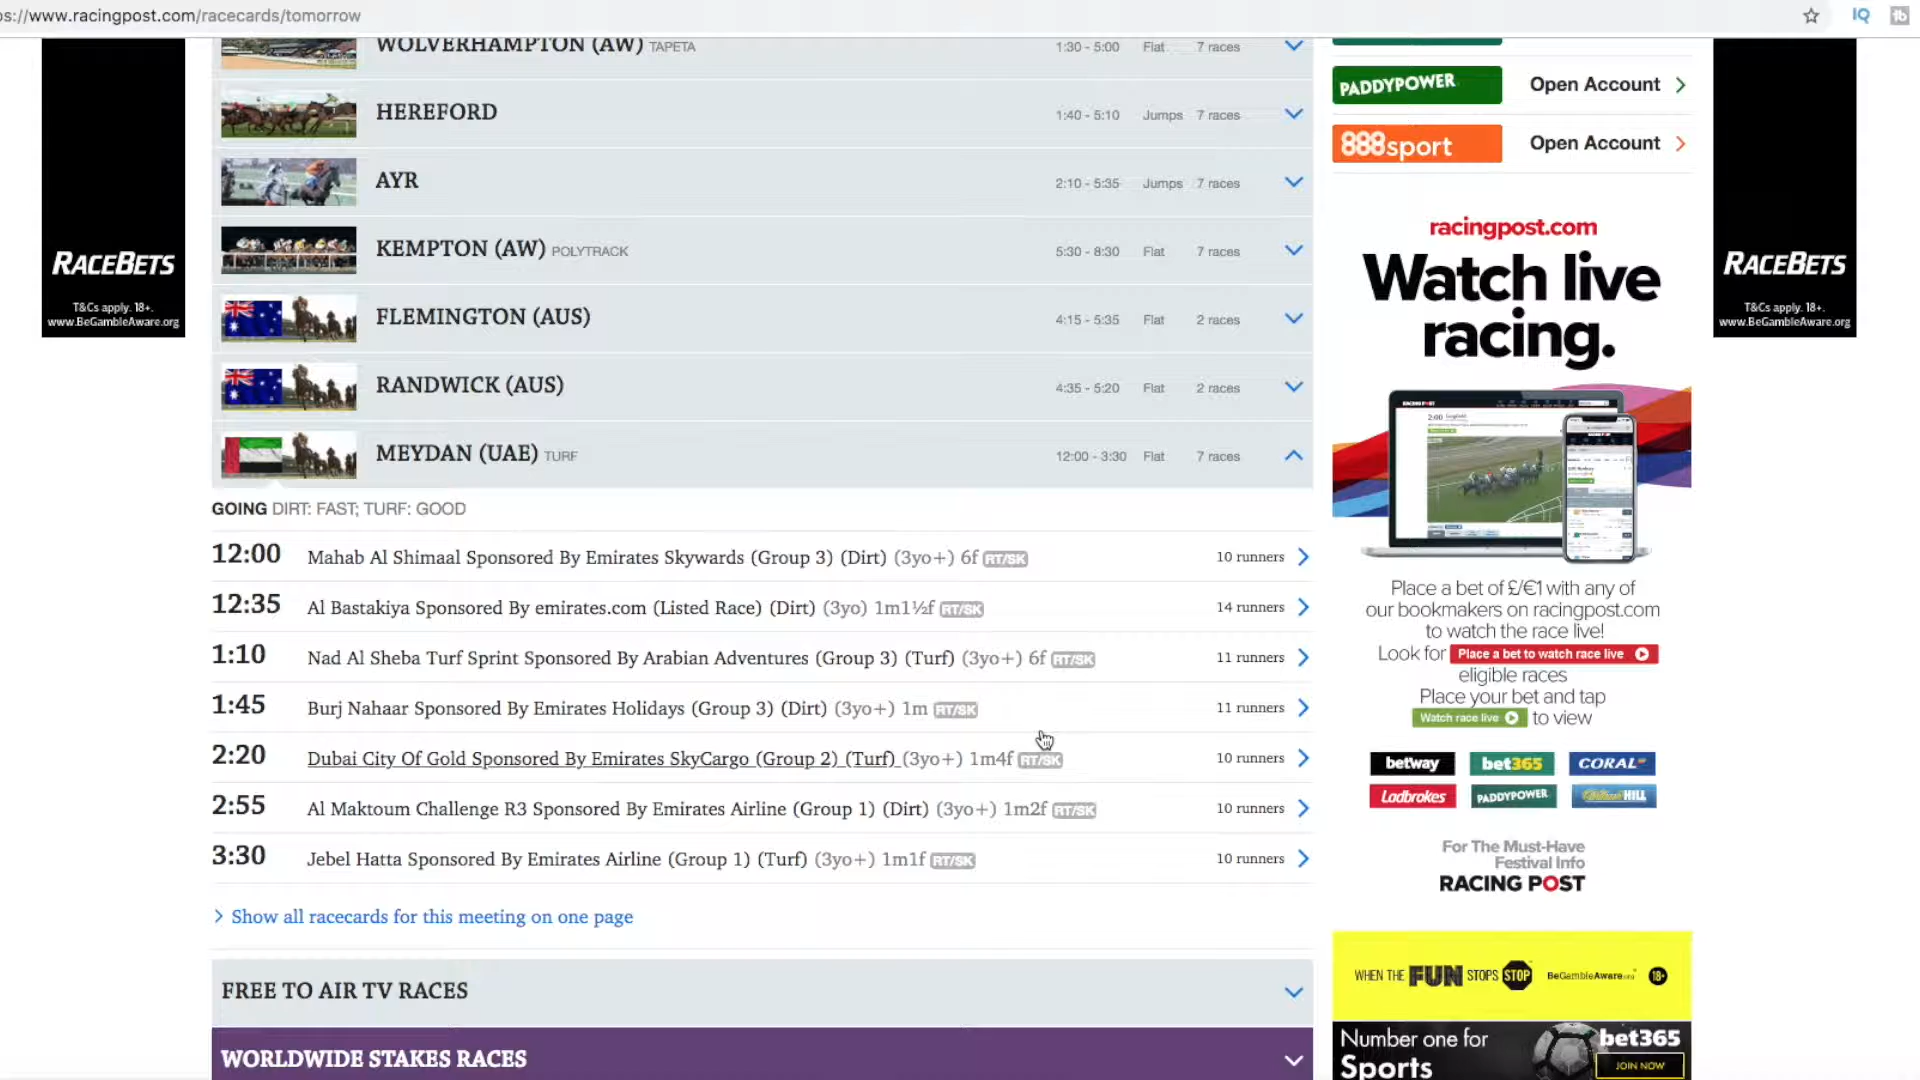 os://www.racingpost.com/racecards/tomorrow
IQ
tb
WOLVERHAMPTON (AW) TAPETA 1:30 - 5:00 Flat 7 races
HEREFORD 1:40 - 5:10 Jumps 7 races
AYR 2:10 - 5:35 Jumps 7 races
KEMPTON (AW) POLYTRACK 5:30 - 8:30 Flat 7 races
FLEMINGTON (AUS) 4:15 - 5:35 Flat 2 races
RANDWICK (AUS) 4:35 - 5:20 Flat 2 races
MEYDAN (UAE) TURF 12:00 - 3:30 Flat 7 races
GOING DIRT: FAST; TURF: GOOD
12:00 Mahab Al Shimaal Sponsored By Emirates Skywards (Group 3) (Dirt) (3yo+) 6f RT/SK 10 runners
12:35 Al Bastakiya Sponsored By emirates.com (Listed Race) (Dirt) (3yo) 1m1½f RT/SK 14 runners
1:10 Nad Al Sheba Turf Sprint Sponsored By Arabian Adventures (Group 3) (Turf) (3yo+) 6f RT/SK 11 runners
1:45 Burj Nahaar Sponsored By Emirates Holidays (Group 3) (Dirt) (3yo+) 1m RT/SK 11 runners
2:20 Dubai City Of Gold Sponsored By Emirates SkyCargo (Group 2) (Turf) (3yo+) 1m4f RT/SK 10 runners
2:55 Al Maktoum Challenge R3 Sponsored By Emirates Airline (Group 1) (Dirt) (3yo+) 1m2f RT/SK 10 runners
3:30 Jebel Hatta Sponsored By Emirates Airline (Group 1) (Turf) (3yo+) 1m1f RT/SK 10 runners
> Show all racecards for this meeting on one page
FREE TO AIR TV RACES
WORLDWIDE STAKES RACES
RACEBETS
T&Cs apply. 18+.
www.BeGambleAware.org
PADDYPOWER Open Account
888sport Open Account
racingpost.com
Watch live
racing.
Place a bet of £/€1 with any of
our bookmakers on racingpost.com
to watch the race live!
Look for Place a bet to watch race live
eligible races
Place your bet and tap
Watch race live to view
betway bet365 CORAL
Ladbrokes PADDYPOWER William HILL
For The Must-Have
Festival Info
RACING POST
WHEN THE FUN STOPS STOP BeGambleAware.org 18+
Number one for
Sports
bet365
JOIN NOW
RACEBETS
T&Cs apply. 18+.
www.BeGambleAware.org